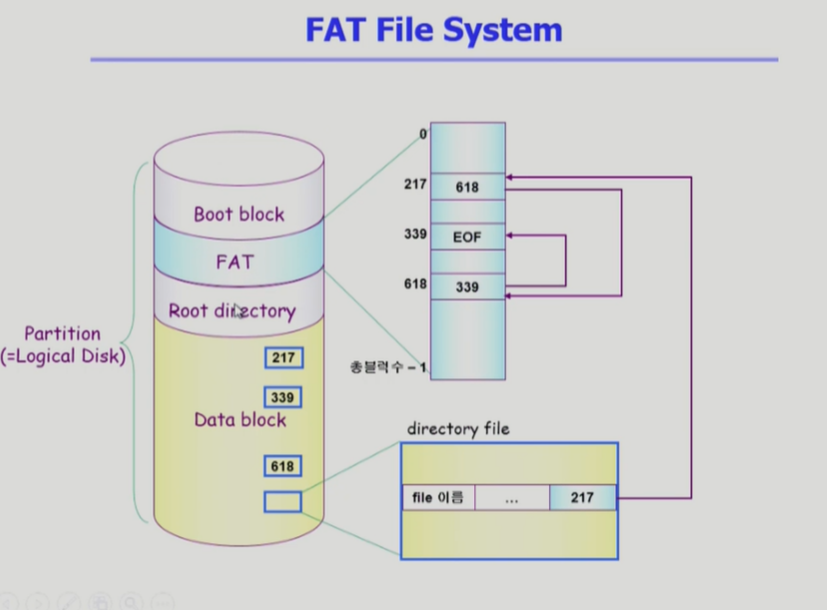 FAT File System
Boot block
FAT
Root directory
Partition
(=Logical Disk)
217
339
Data block
618
0
217
618
339
EOF
618
339
총블럭수 - 1
directory file
file 이름
...
217